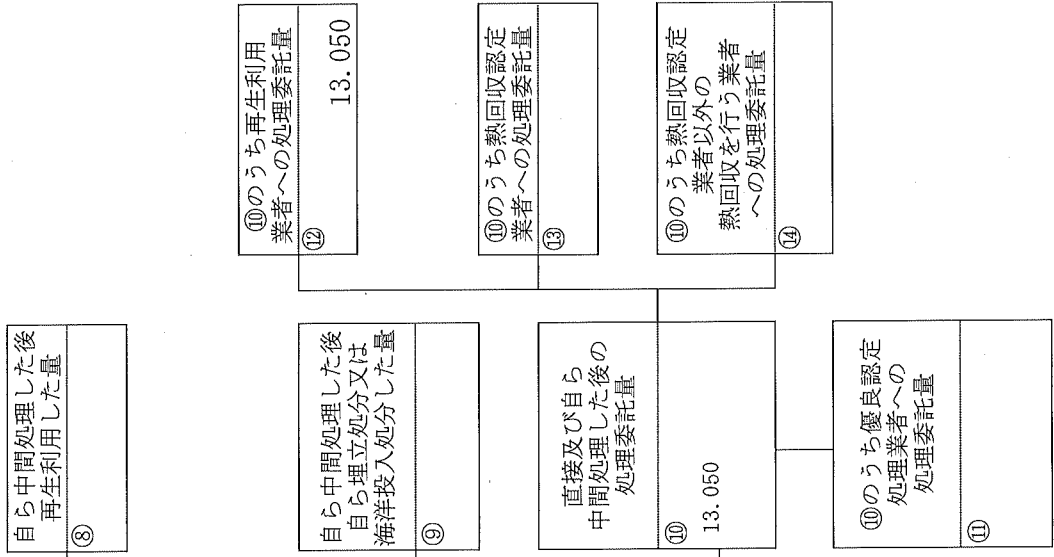 自ら中間処理した後
再生利用した量
⑧
自ら中間処理した後
自ら埋立処分又は
海洋投入処分した量
⑨
直接及び自ら
中間処理した後の
処理委託量
⑩
13.050
⑩のうち優良認定
処理業者への
処理委託量
⑪
⑩のうち再生利用
業者への処理委託量
⑫
13.050
⑩のうち熱回収認定
業者への処理委託量
⑬
⑩のうち熱回収認定
業者以外の
熱回収を行う業者
への処理委託量
⑭